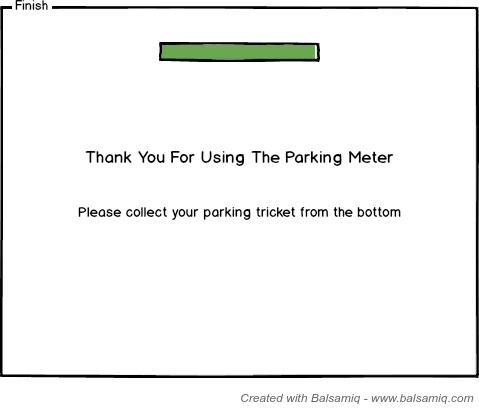 Finish
Thank You For Using The Parking Meter
Please collect your parking tricket from the bottom
Created with Balsamiq - www.balsamiq.com